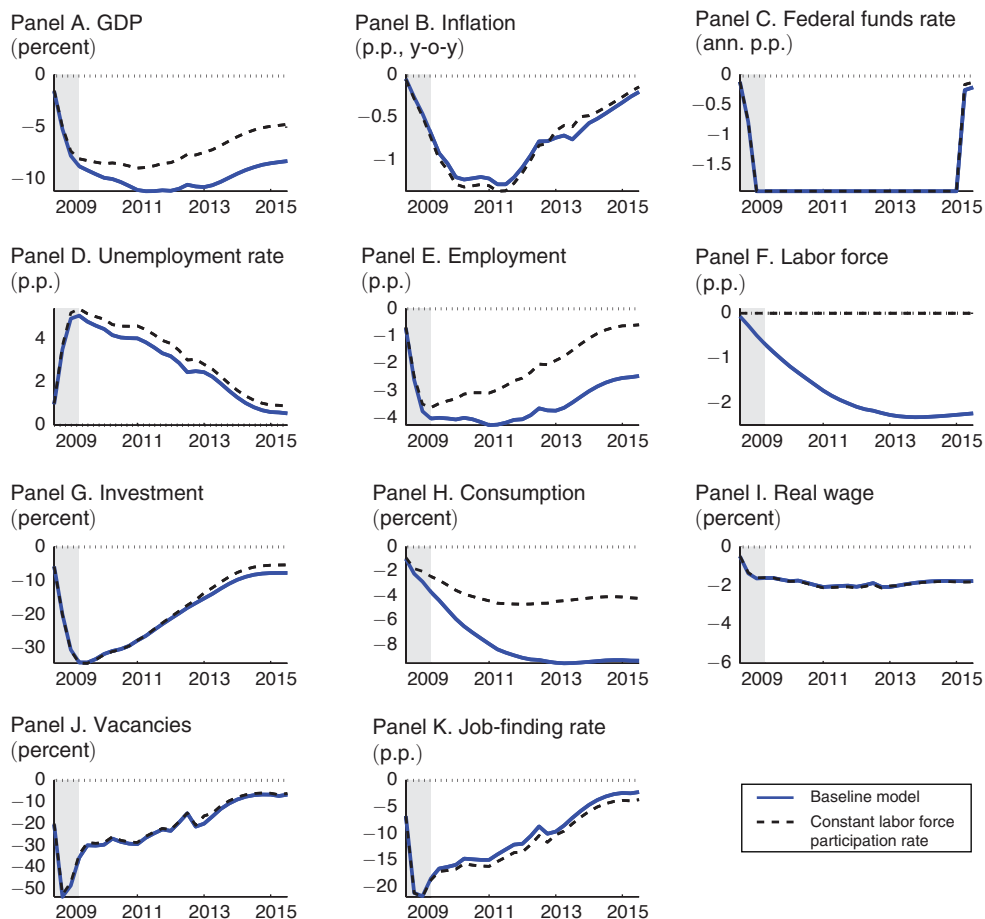 Panel A. GDP
(percent)
0
−5
−10
2009 2011 2013 2015
Panel B. Inflation
(p.p., y-o-y)
0
−0.5
−1
2009 2011 2013 2015
Panel C. Federal funds rate
(ann. p.p.)
0
−0.5
−1
−1.5
2009 2011 2013 2015
Panel D. Unemployment rate
(p.p.)
4
2
0
2009 2011 2013 2015
Panel E. Employment
(p.p.)
0
−1
−2
−3
−4
2009 2011 2013 2015
Panel F. Labor force
(p.p.)
0
−1
−2
2009 2011 2013 2015
Panel G. Investment
(percent)
0
−10
−20
−30
2009 2011 2013 2015
Panel H. Consumption
(percent)
0
−2
−4
−6
−8
2009 2011 2013 2015
Panel I. Real wage
(percent)
0
−2
−4
−6
2009 2011 2013 2015
Panel J. Vacancies
(percent)
0
−10
−20
−30
−40
−50
2009 2011 2013 2015
Panel K. Job-finding rate
(p.p.)
0
−5
−10
−15
−20
2009 2011 2013 2015
Baseline model
Constant labor force
participation rate